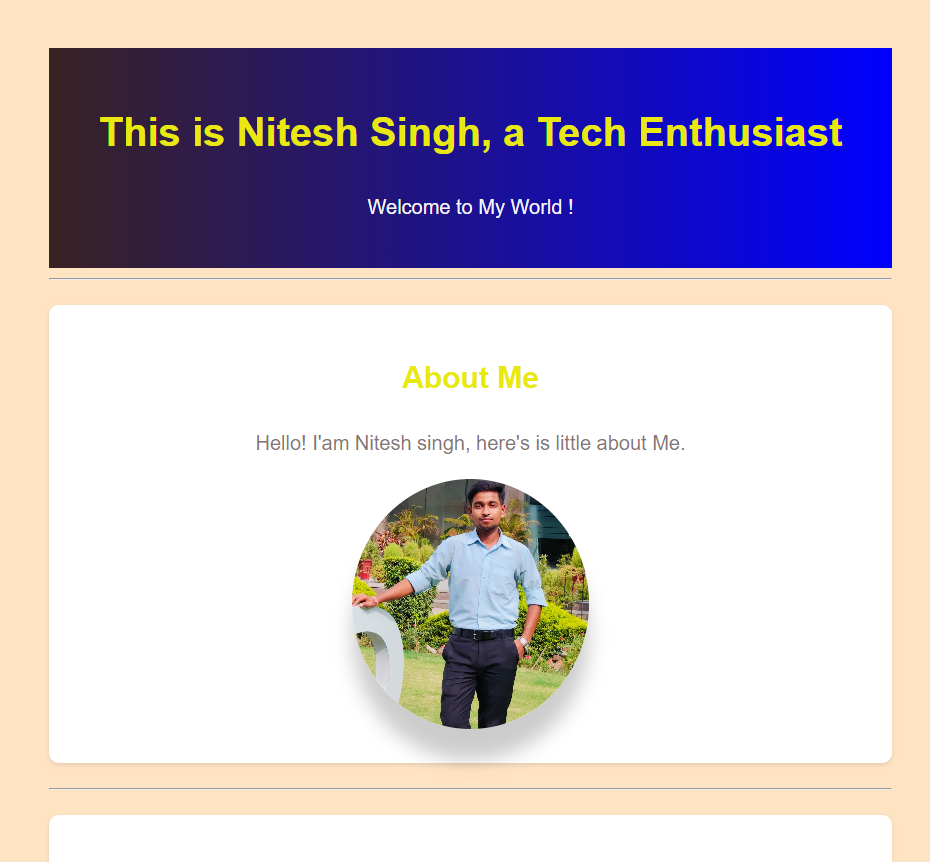 This is Nitesh Singh, a Tech Enthusiast
Welcome to My World !
About Me
Hello! I'am Nitesh singh, here's is little about Me.